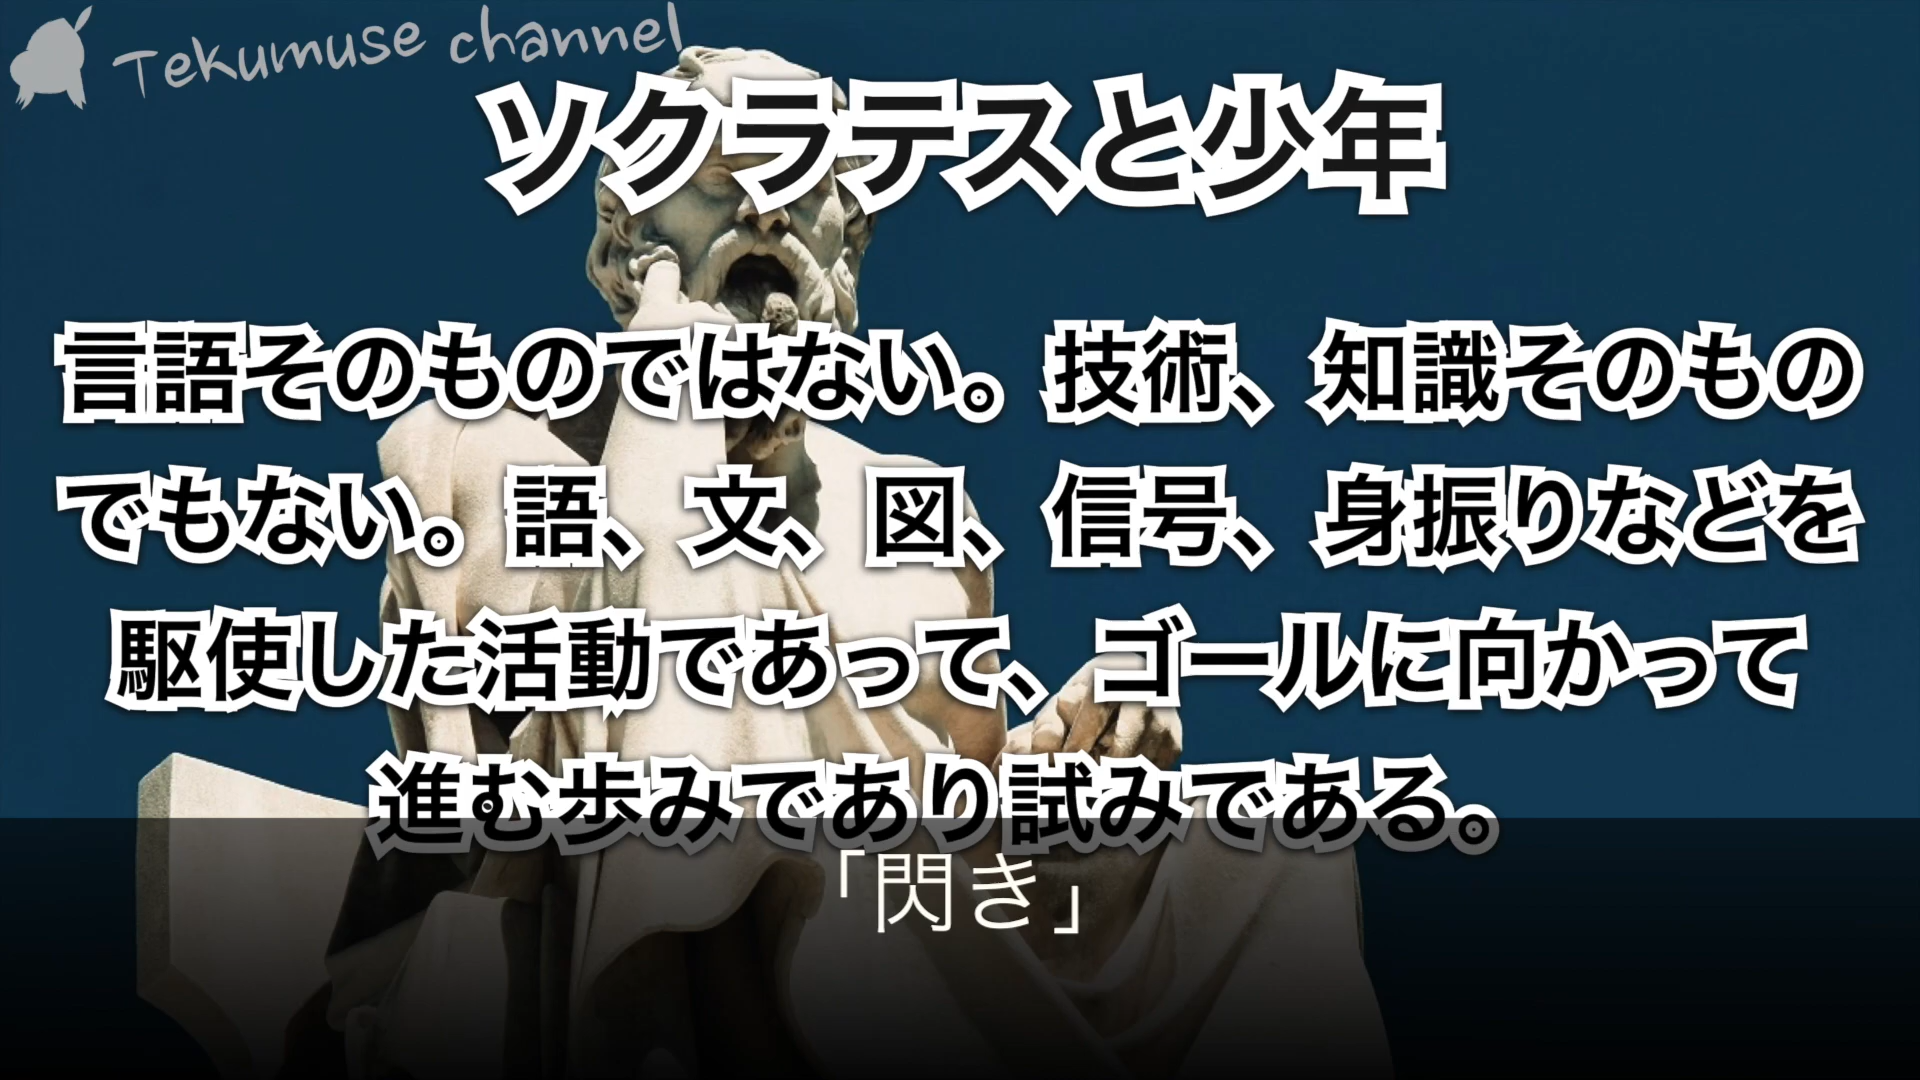 Tekumuse channel
ソクラテスと少年
言語そのものではない。技術、知識そのもの
でもない。語、文、図、信号、身振りなどを
駆使した活動であって、ゴールに向かって
進む歩みであり試みである。
「閃き」